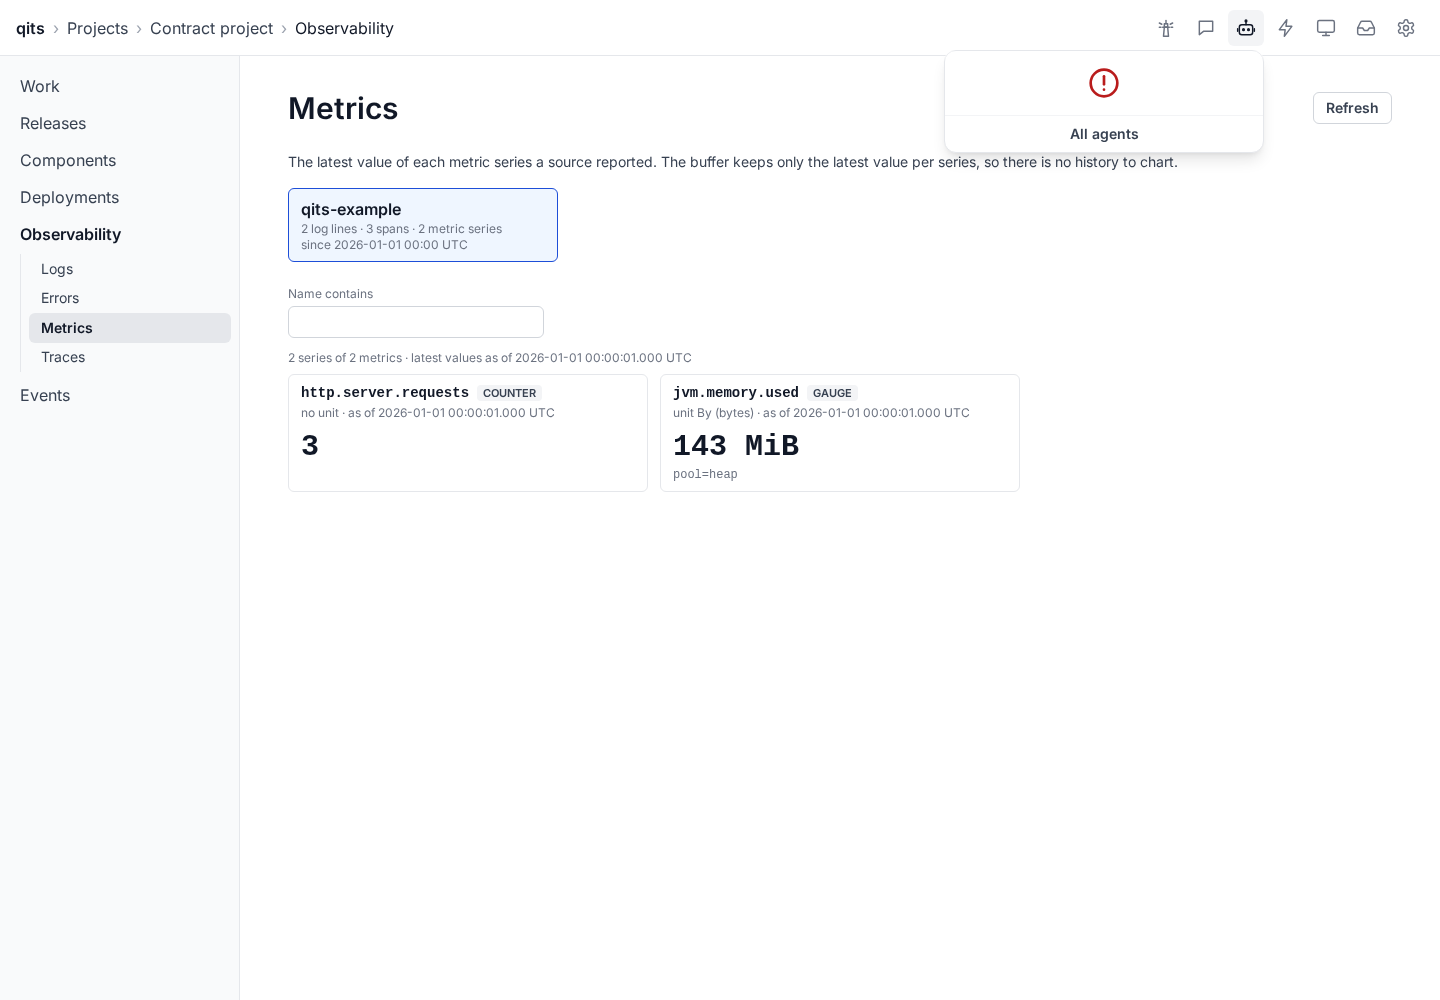 qits › Projects › Contract project › Observability
All agents
Work
Releases
Components
Deployments
Observability
Logs
Errors
Metrics
Traces
Events
Metrics
Refresh
The latest value of each metric series a source reported. The buffer keeps only the latest value per series, so there is no history to chart.
qits-example
2 log lines · 3 spans · 2 metric series
since 2026-01-01 00:00 UTC
Name contains
2 series of 2 metrics · latest values as of 2026-01-01 00:00:01.000 UTC
http.server.requests COUNTER
no unit · as of 2026-01-01 00:00:01.000 UTC
3
jvm.memory.used GAUGE
unit By (bytes) · as of 2026-01-01 00:00:01.000 UTC
143 MiB
pool=heap